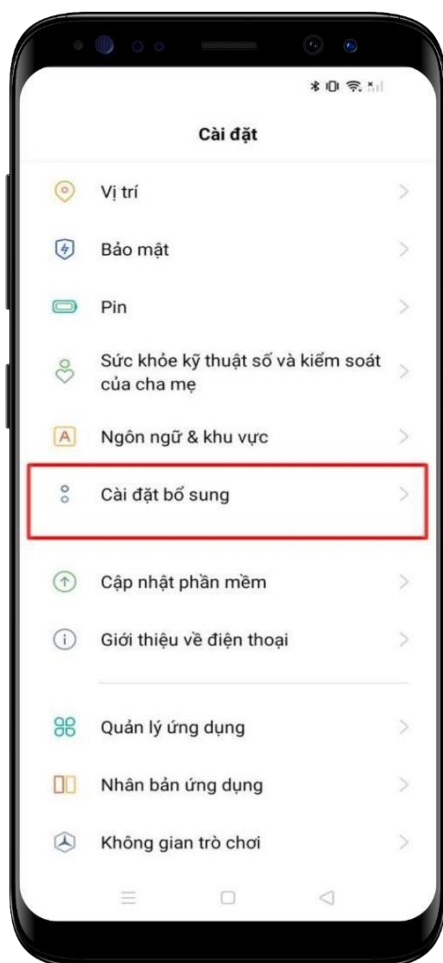 Cài đặt
Vị trí
Bảo mật
Pin
Sức khỏe kỹ thuật số và kiểm soát
của cha mẹ
A Ngôn ngữ & khu vực
Cài đặt bổ sung
Cập nhật phần mềm
Giới thiệu về điện thoại
Quản lý ứng dụng
Nhân bản ứng dụng
Không gian trò chơi